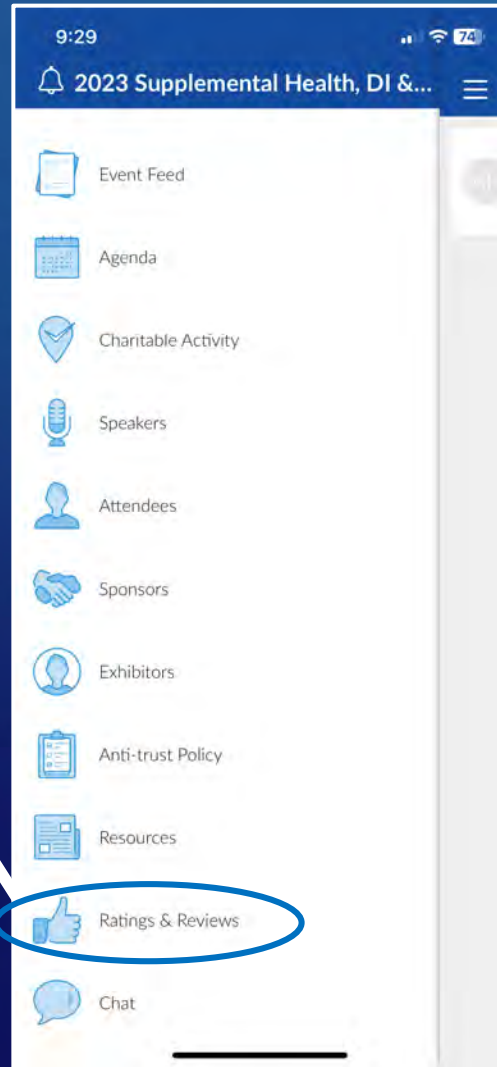 9:29
74
2023 Supplemental Health, DI &...
Event Feed
Agenda
Charitable Activity
Speakers
Attendees
Sponsors
Exhibitors
Anti-trust Policy
Resources
Ratings & Reviews
Chat